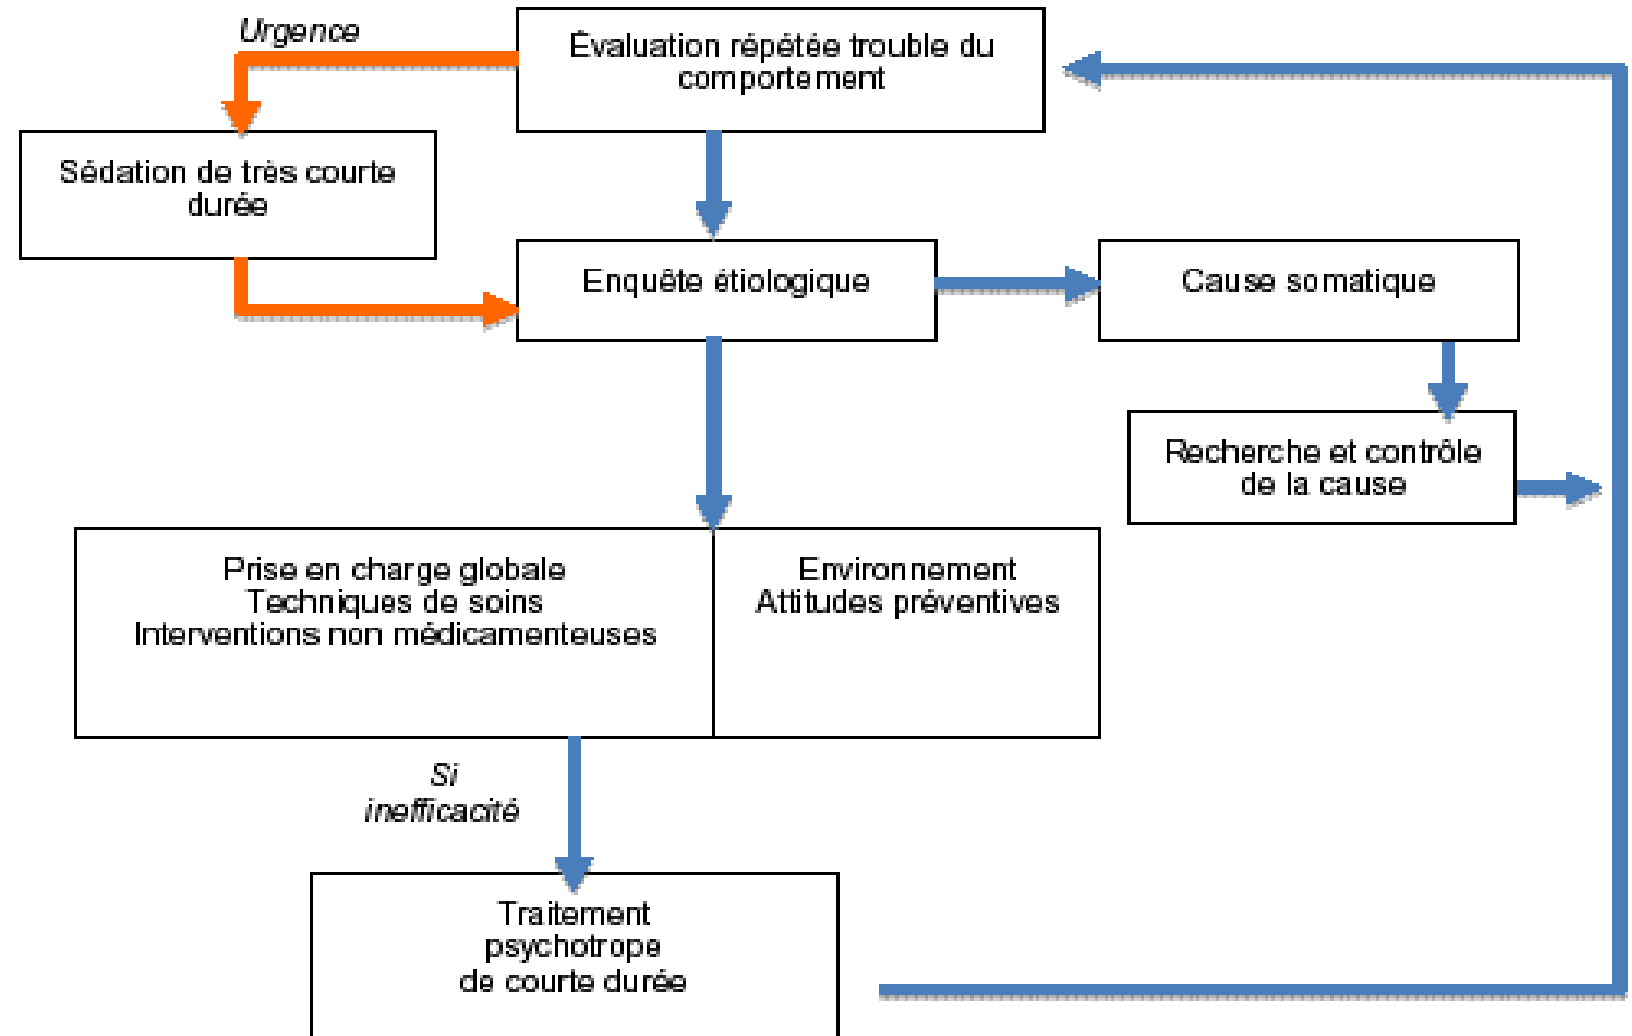 Urgence
Évaluation répétée trouble du
comportement
Sédation de très courte
durée
Enquête étiologique
Cause somatique
Recherche et contrôle
de la cause
Prise en charge globale
Techniques de soins
Interventions non médicamenteuses
Environnement
Attitudes préventives
Si
inefficacité
Traitement
psychotrope
de courte durée